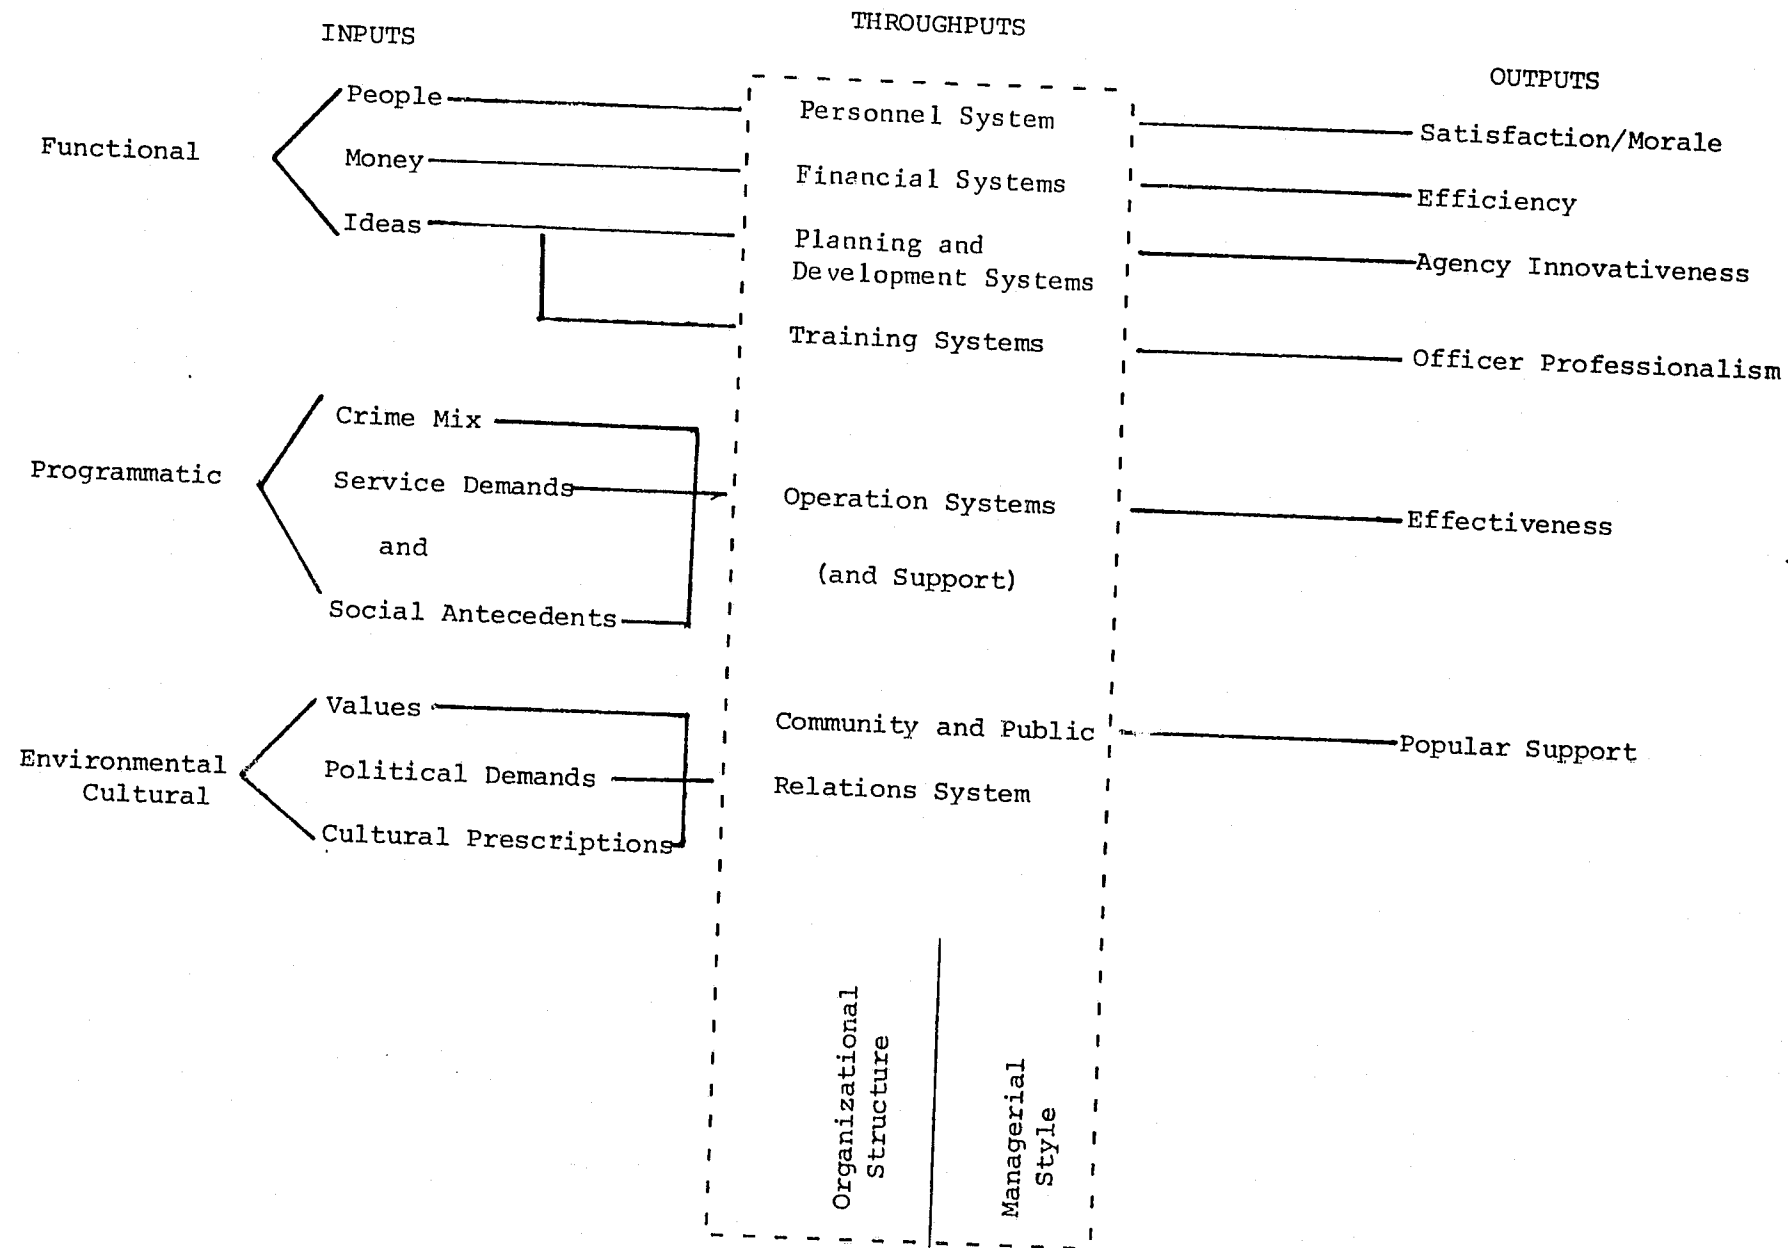 INPUTS
THROUGHPUTS
OUTPUTS
Functional
People
Money
Ideas
Personnel System
Financial Systems
Planning and
Development Systems
Training Systems
Satisfaction/Morale
Efficiency
Agency Innovativeness
Officer Professionalism
Programmatic
Crime Mix
Service Demands
and
Social Antecedents
Operation Systems
(and Support)
Effectiveness
Environmental
Cultural
Values
Political Demands
Cultural Prescriptions
Community and Public
Relations System
Popular Support
Organizational
Structure
Managerial
Style